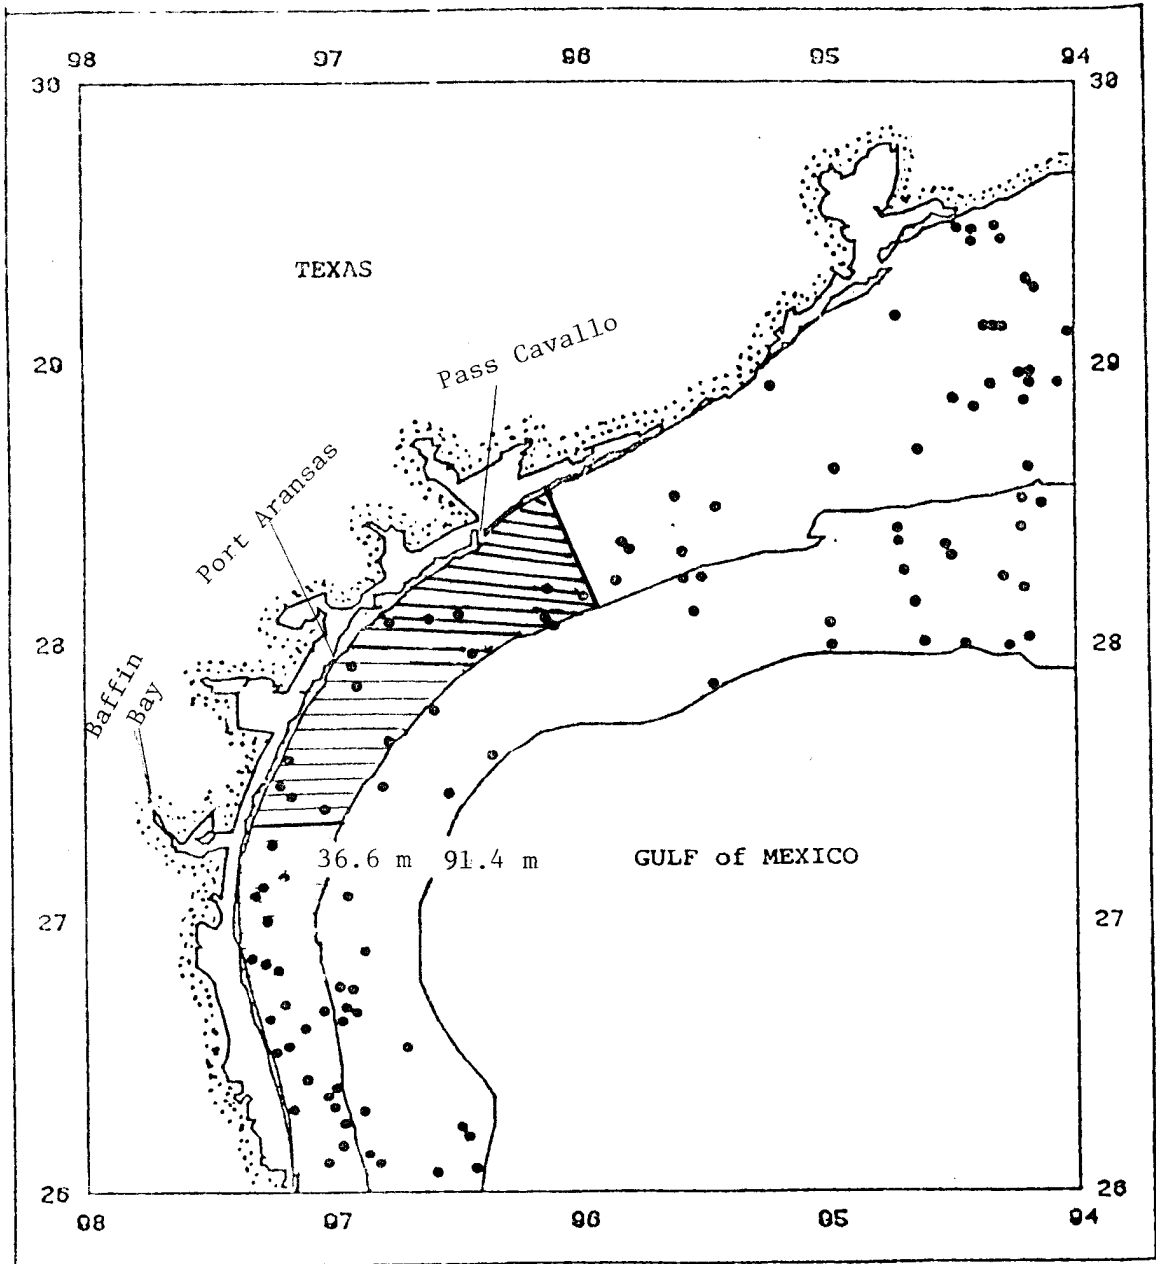 98 97 96 95 94
30 30
TEXAS
Pass Cavallo
29 29
Port Aransas
28 28
Baffin
Bay
36.6 m 91.4 m GULF of MEXICO
27 27
26 26
98 97 96 95 94